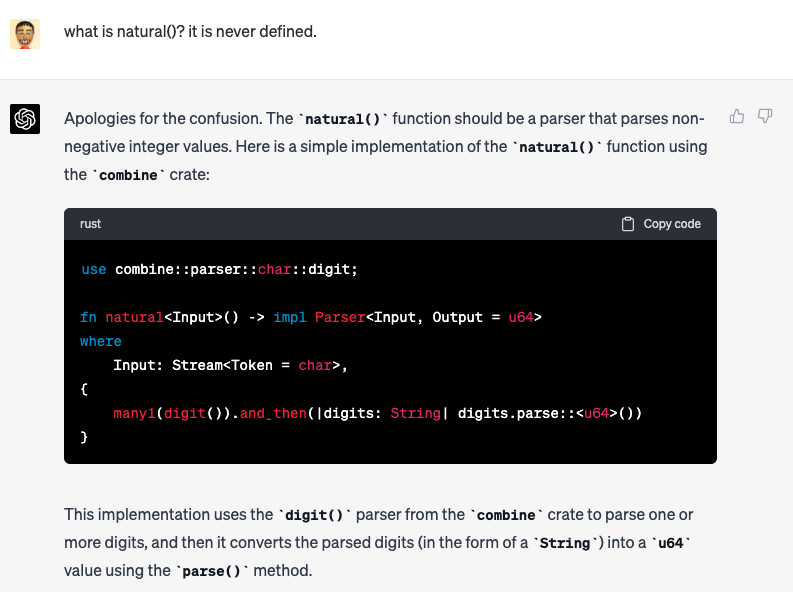 what is natural()? it is never defined.
Apologies for the confusion. The `natural()` function should be a parser that parses non-
negative integer values. Here is a simple implementation of the `natural()` function using
the `combine` crate:
rust
Copy code
use combine::parser::char::digit;
fn natural<Input>() -> impl Parser<Input, Output = u64>
where
    Input: Stream<Token = char>,
{
    many1(digit()).and_then(|digits: String| digits.parse::<u64>())
}
This implementation uses the `digit()` parser from the `combine` crate to parse one or
more digits, and then it converts the parsed digits (in the form of a `String`) into a `u64`
value using the `parse()` method.